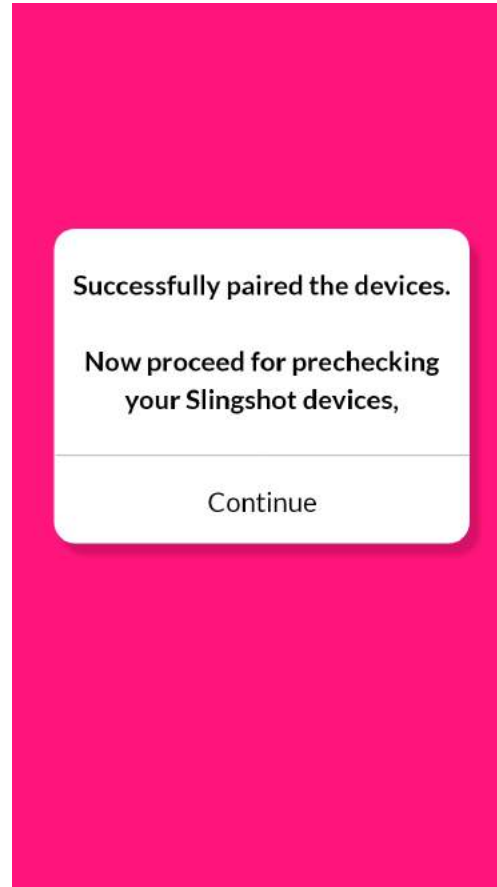 Successfully paired the devices.
Now proceed for prechecking
your Slingshot devices,
Continue